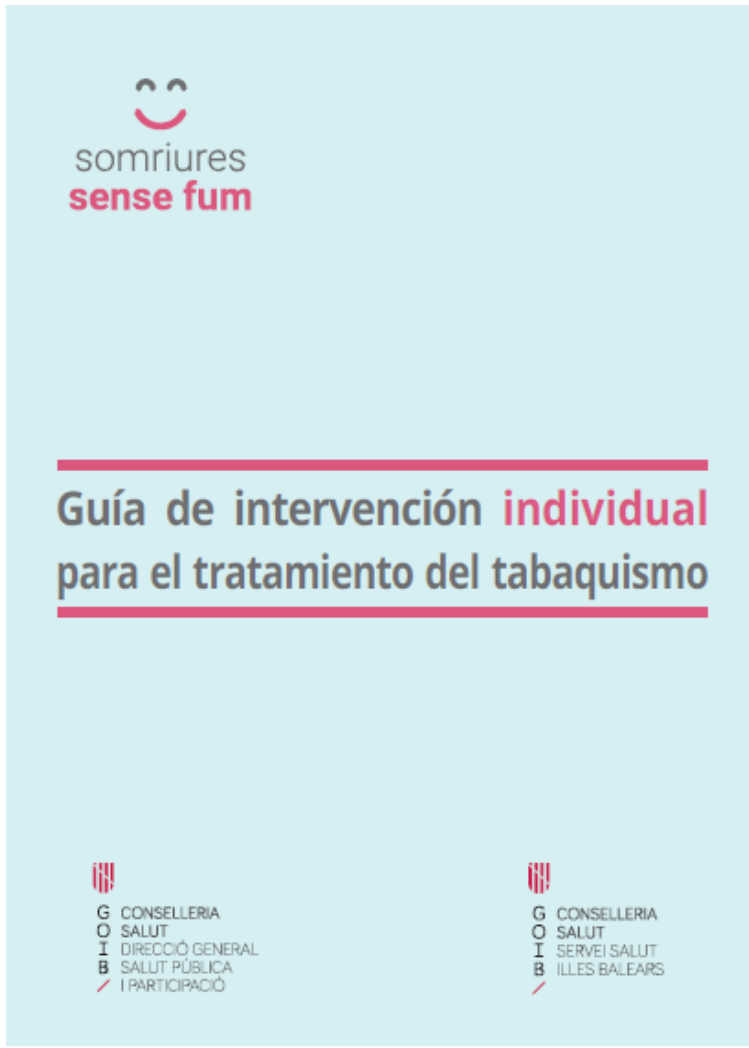 somriures
sense fum
Guía de intervención individual
para el tratamiento del tabaquismo
G CONSELLERIA
O SALUT
I DIRECCIÓ GENERAL
B SALUT PÚBLICA
/ I PARTICIPACIÓ
G CONSELLERIA
O SALUT
I SERVEI SALUT
B ILLES BALEARS
/